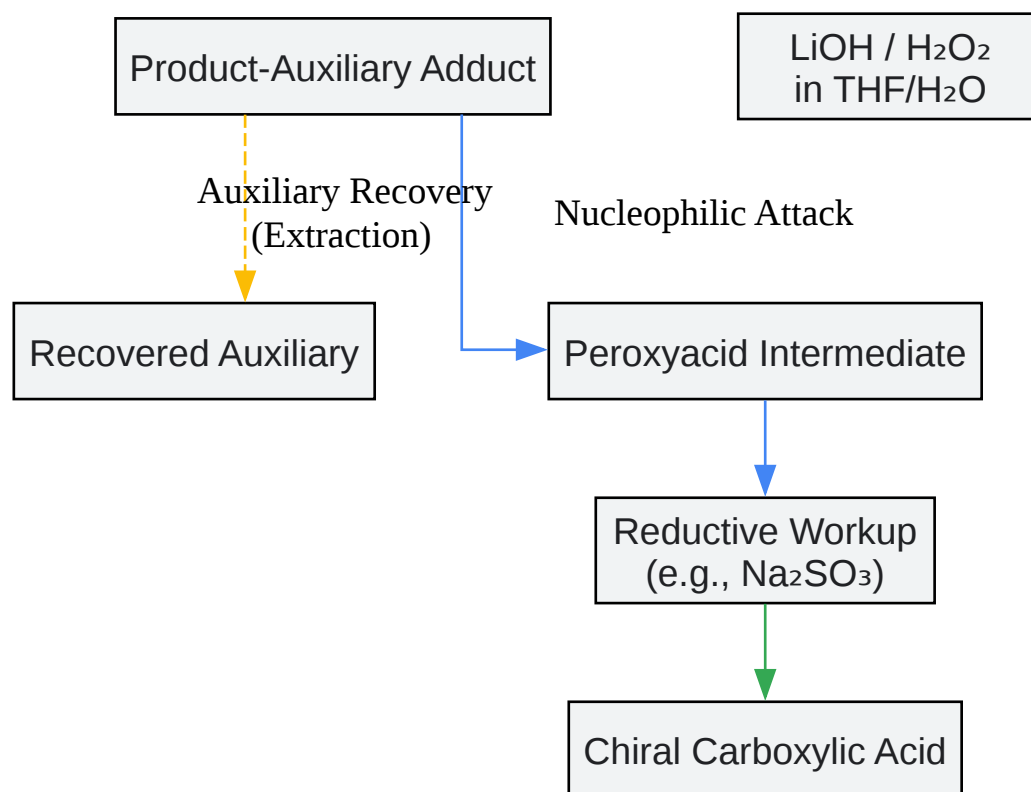 Product-Auxiliary Adduct
LiOH / H₂O₂
in THF/H₂O
Auxiliary Recovery
(Extraction)
Nucleophilic Attack
Recovered Auxiliary
Peroxyacid Intermediate
Reductive Workup
(e.g., Na₂SO₃)
Chiral Carboxylic Acid